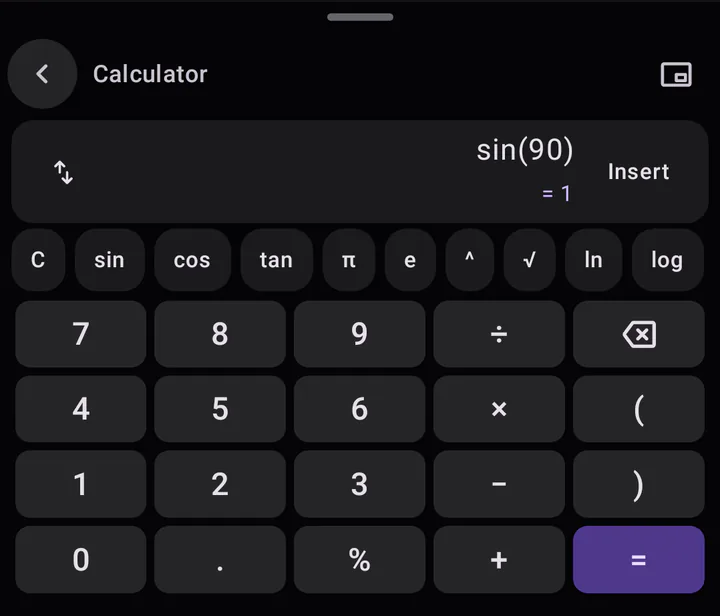 Calculator
sin(90)
= 1
Insert
C sin cos tan π e ^ √ ln log
7 8 9 ÷
4 5 6 × (
1 2 3 − )
0 . % + =